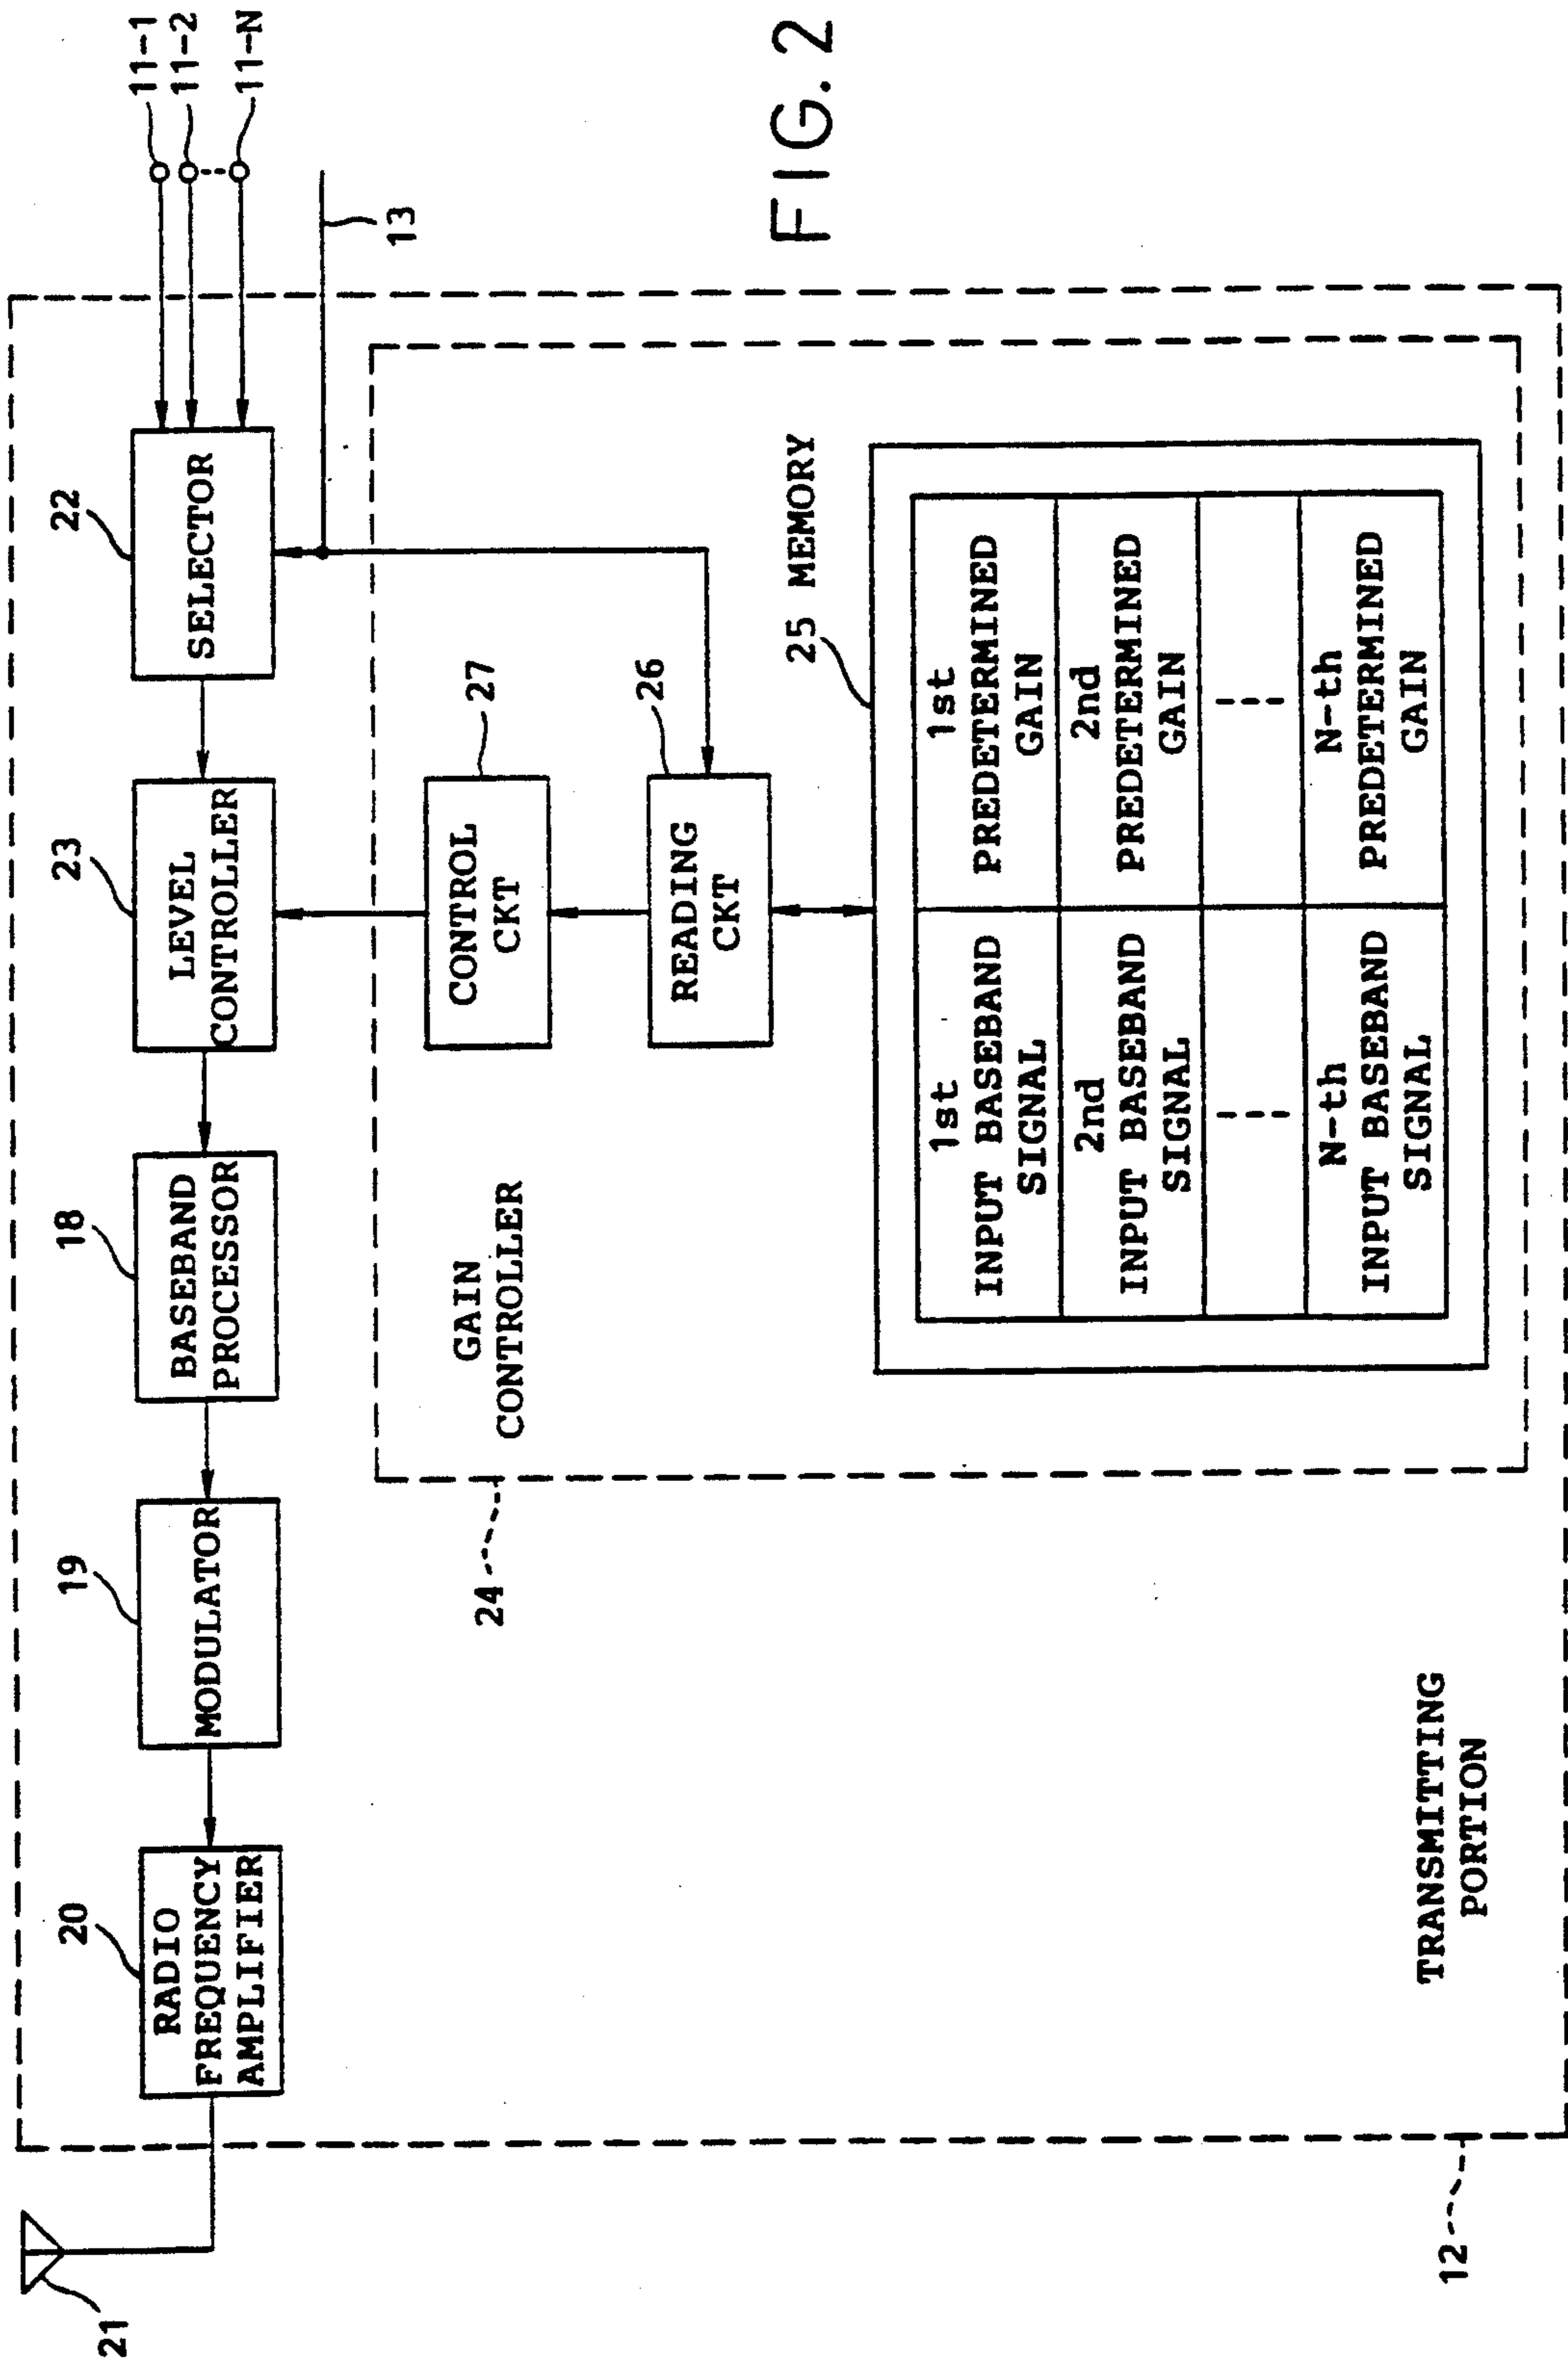 21
20
RADIO
FREQUENCY
AMPLIFIER
19
MODULATOR
18
BASEBAND
PROCESSOR
23
LEVEL
CONTROLLER
22
SELECTOR
11-1
11-2
11-N
13
24
GAIN
CONTROLLER
27
CONTROL
CKT
26
READING
CKT
25 MEMORY
1st
INPUT BASEBAND
SIGNAL
1st
PREDETERMINED
GAIN
2nd
INPUT BASEBAND
SIGNAL
2nd
PREDETERMINED
GAIN
N-th
INPUT BASEBAND
SIGNAL
N-th
PREDETERMINED
GAIN
TRANSMITTING
PORTION
12
FIG. 2